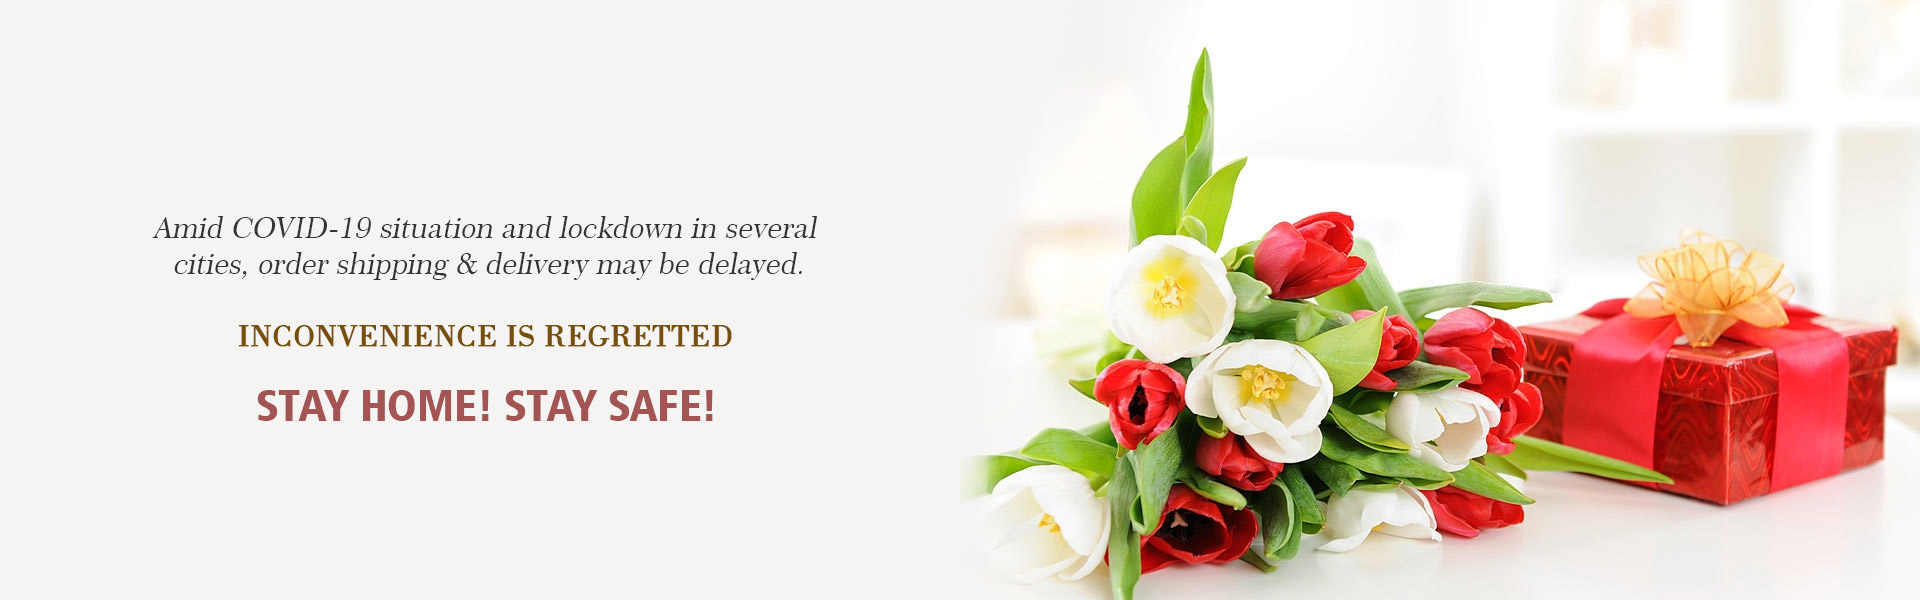 Amid COVID-19 situation and lockdown in several
cities, order shipping & delivery may be delayed.
INCONVENIENCE IS REGRETTED
STAY HOME! STAY SAFE!